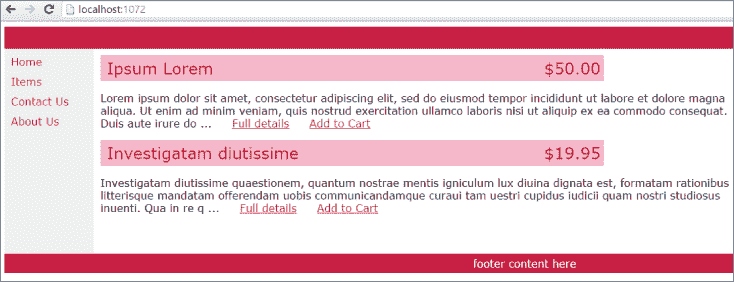 localhost:1072
Home
Items
Contact Us
About Us
Ipsum Lorem $50.00
Lorem ipsum dolor sit amet, consectetur adipiscing elit, sed do eiusmod tempor incididunt ut labore et dolore magna
aliqua. Ut enim ad minim veniam, quis nostrud exercitation ullamco laboris nisi ut aliquip ex ea commodo consequat.
Duis aute irure do ... Full details Add to Cart
Investigatam diutissime $19.95
Investigatam diutissime quaestionem, quantum nostrae mentis igniculum lux diuina dignata est, formatam rationibus
litterisque mandatam offerendam uobis communicandamque curaui tam uestri cupidus iudicii quam nostri studiosus
inuenti. Qua in re q ... Full details Add to Cart
footer content here